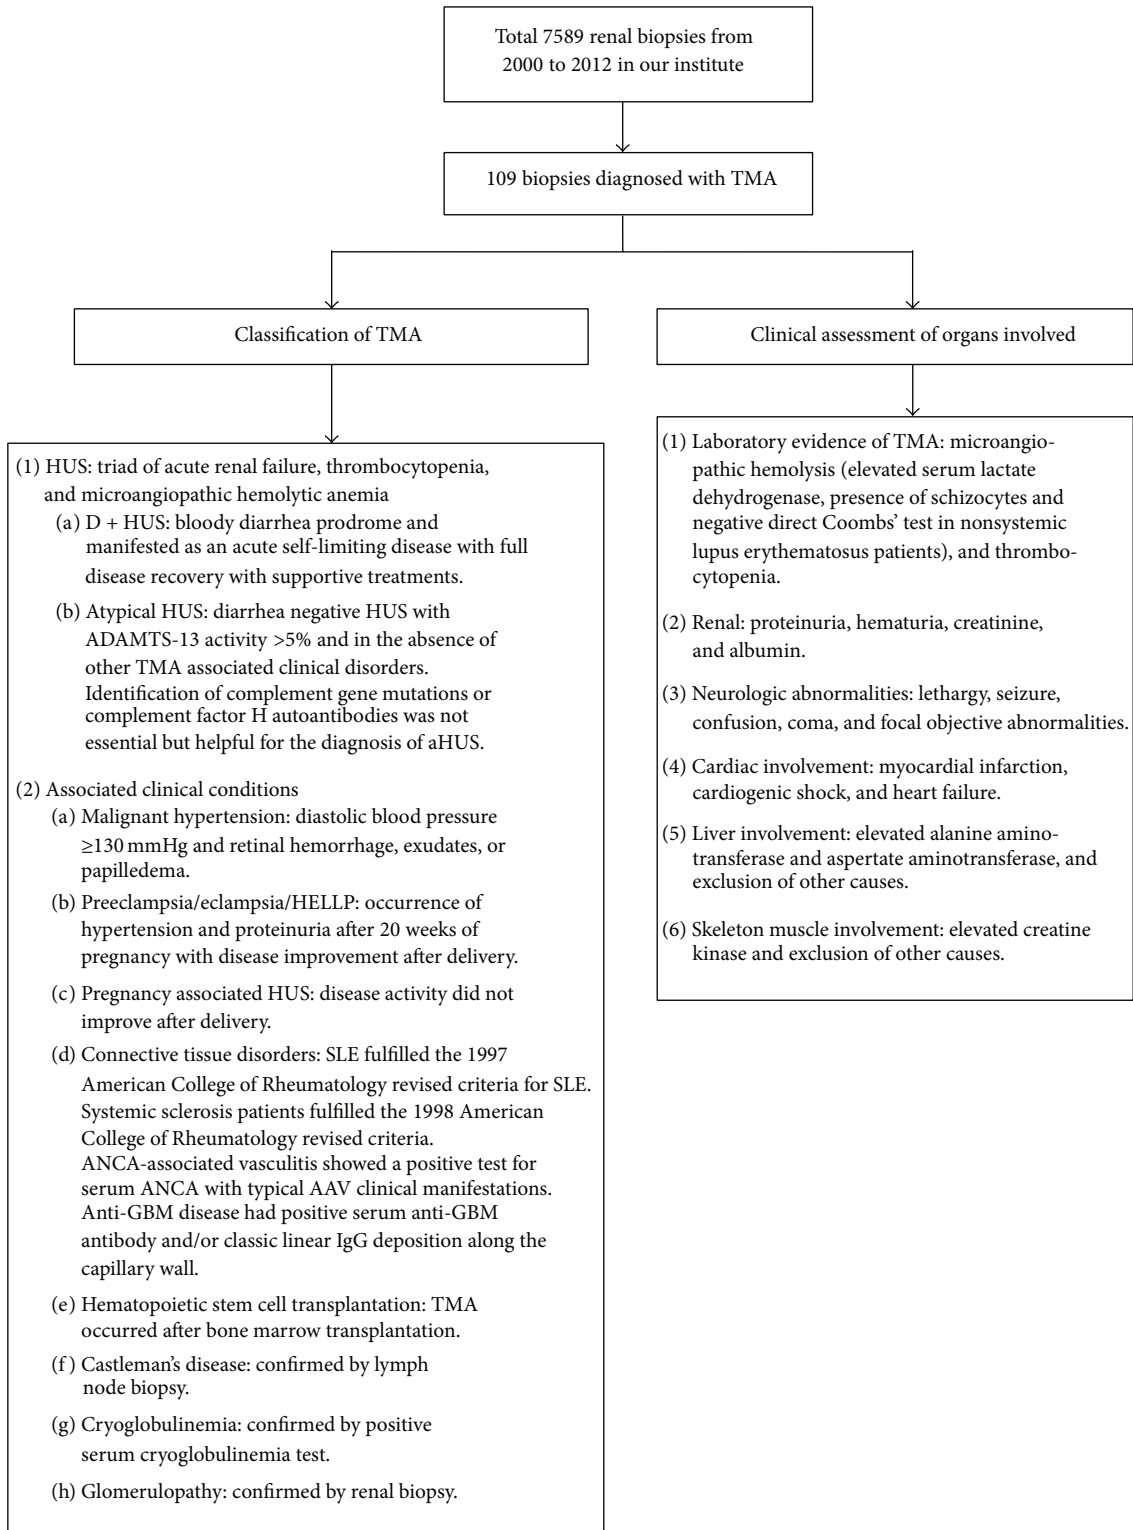 Total 7589 renal biopsies from
2000 to 2012 in our institute
109 biopsies diagnosed with TMA
Classification of TMA
Clinical assessment of organs involved
(1) HUS: triad of acute renal failure, thrombocytopenia,
and microangiopathic hemolytic anemia
(a) D + HUS: bloody diarrhea prodrome and
manifested as an acute self-limiting disease with full
disease recovery with supportive treatments.
(b) Atypical HUS: diarrhea negative HUS with
ADAMTS-13 activity >5% and in the absence of
other TMA associated clinical disorders.
Identification of complement gene mutations or
complement factor H autoantibodies was not
essential but helpful for the diagnosis of aHUS.
(2) Associated clinical conditions
(a) Malignant hypertension: diastolic blood pressure
≥130 mmHg and retinal hemorrhage, exudates, or
papilledema.
(b) Preeclampsia/eclampsia/HELLP: occurrence of
hypertension and proteinuria after 20 weeks of
pregnancy with disease improvement after delivery.
(c) Pregnancy associated HUS: disease activity did not
improve after delivery.
(d) Connective tissue disorders: SLE fulfilled the 1997
American College of Rheumatology revised criteria for SLE.
Systemic sclerosis patients fulfilled the 1998 American
College of Rheumatology revised criteria.
ANCA-associated vasculitis showed a positive test for
serum ANCA with typical AAV clinical manifestations.
Anti-GBM disease had positive serum anti-GBM
antibody and/or classic linear IgG deposition along the
capillary wall.
(e) Hematopoietic stem cell transplantation: TMA
occurred after bone marrow transplantation.
(f) Castleman's disease: confirmed by lymph
node biopsy.
(g) Cryoglobulinemia: confirmed by positive
serum cryoglobulinemia test.
(h) Glomerulopathy: confirmed by renal biopsy.
(1) Laboratory evidence of TMA: microangio-
pathic hemolysis (elevated serum lactate
dehydrogenase, presence of schizocytes and
negative direct Coombs' test in nonsystemic
lupus erythematosus patients), and thrombo-
cytopenia.
(2) Renal: proteinuria, hematuria, creatinine,
and albumin.
(3) Neurologic abnormalities: lethargy, seizure,
confusion, coma, and focal objective abnormalities.
(4) Cardiac involvement: myocardial infarction,
cardiogenic shock, and heart failure.
(5) Liver involvement: elevated alanine amino-
transferase and aspertate aminotransferase, and
exclusion of other causes.
(6) Skeleton muscle involvement: elevated creatine
kinase and exclusion of other causes.